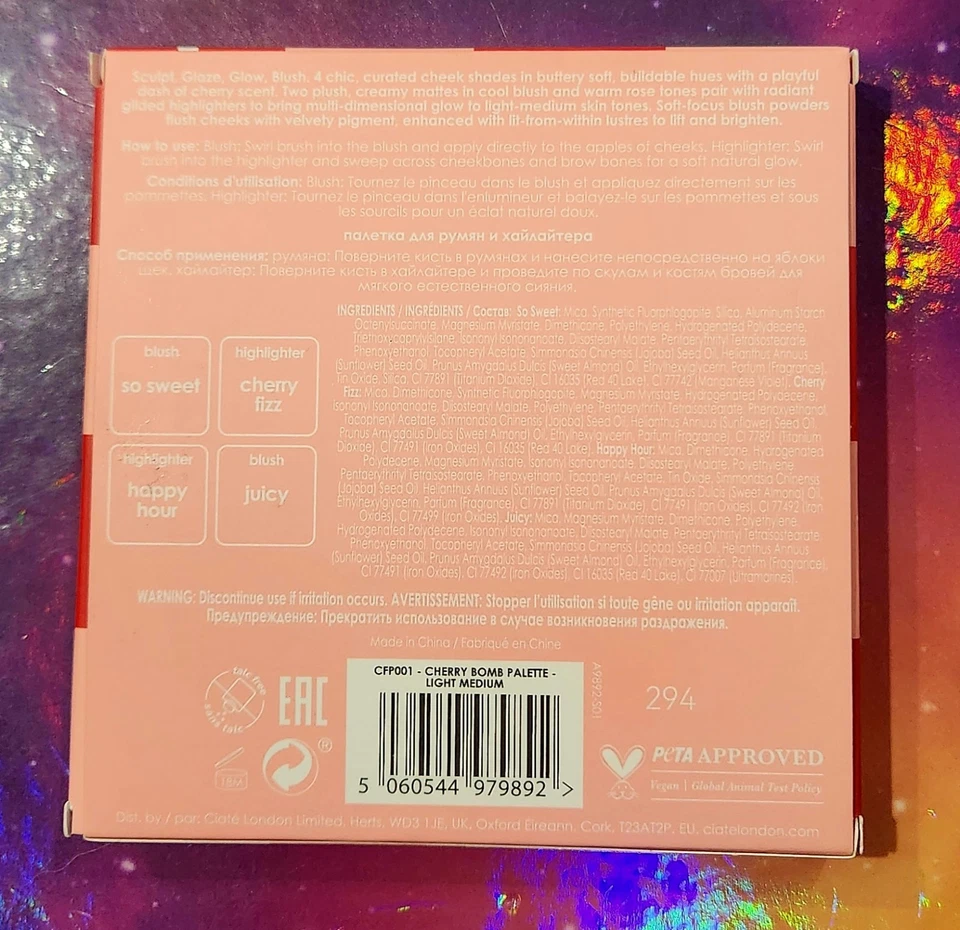 Sculpt, Glaze, Glow, Blush. 4 chic, curated cheek shades in buttery soft, buildable hues with a playful
dash of cherry scent. Two plush, creamy mattes in cool blush and warm rose tones pair with radiant
gilded highlighters to bring multi-dimensional glow to light-medium skin tones. Soft-focus blush powders
flush cheeks with velvety pigment, enhanced with lit-from-within lustres to lift and brighten.
How to use: Blush: Swirl brush into the blush and apply directly to the apples of cheeks. Highlighter: Swirl
brush into the highlighter and sweep across cheekbones and brow bones for a soft natural glow.
Conditions d'utilisation: Blush: Tournez le pinceau dans le blush et appliquez directement sur les
pommettes. Highlighter: Tournez le pinceau dans l'enlumineur et balayez-le sur les pommettes et sous
les sourcils pour un éclat naturel doux.
палетка для румян и хайлайтера
Способ применения: румяна: Поверните кисть в румянах и нанесите непосредственно на яблоки
щек. хайлайтер: Поверните кисть в хайлайтере и проведите по скулам и костям бровей для
мягкого естественного сияния.
INGREDIENTS / INGRÉDIENTS / Состав: So Sweet: Mica, Synthetic Fluorphlogopite, Silica, Aluminum Starch
Octenylsuccinate, Magnesium Myristate, Dimethicone, Polyethylene, Hydrogenated Polydecene,
Triethoxycaprylylsilane, Isononyl Isononanoate, Diisostearyl Malate, Pentaerythrityl Tetraisostearate,
Phenoxyethanol, Tocopheryl Acetate, Simmondsia Chinensis (Jojoba) Seed Oil, Helianthus Annuus
(Sunflower) Seed Oil, Prunus Amygdalus Dulcis (Sweet Almond) Oil, Ethylhexylglycerin, Parfum (Fragrance),
Tin Oxide, Silica, CI 77891 (Titanium Dioxide), CI 16035 (Red 40 Lake), CI 77742 (Manganese Violet). Cherry
Fizz: Mica, Dimethicone, Synthetic Fluorphlogopite, Magnesium Myristate, Hydrogenated Polydecene,
Isononyl Isononanoate, Diisostearyl Malate, Polyethylene, Pentaerythrityl Tetraisostearate, Phenoxyethanol,
Tocopheryl Acetate, Simmondsia Chinensis (Jojoba) Seed Oil, Helianthus Annuus (Sunflower) Seed Oil,
Prunus Amygdalus Dulcis (Sweet Almond) Oil, Ethylhexylglycerin, Parfum (Fragrance), CI 77891 (Titanium
Dioxide), CI 77491 (Iron Oxides), CI 16035 (Red 40 Lake). Happy Hour: Mica, Dimethicone, Hydrogenated
Polydecene, Magnesium Myristate, Isononyl Isononanoate, Diisostearyl Malate, Polyethylene,
Pentaerythrityl Tetraisostearate, Phenoxyethanol, Tocopheryl Acetate, Tin Oxide, Simmondsia Chinensis
(Jojoba) Seed Oil, Helianthus Annuus (Sunflower) Seed Oil, Prunus Amygdalus Dulcis (Sweet Almond) Oil,
Ethylhexylglycerin, Parfum (Fragrance), CI 77891 (Titanium Dioxide), CI 77491 (Iron Oxides), CI 77492 (Iron
Oxides), CI 77499 (Iron Oxides). Juicy: Mica, Magnesium Myristate, Dimethicone, Polyethylene,
Hydrogenated Polydecene, Isononyl Isononanoate, Diisostearyl Malate, Pentaerythrityl Tetraisostearate,
Phenoxyethanol, Tocopheryl Acetate, Simmondsia Chinensis (Jojoba) Seed Oil, Helianthus Annuus
(Sunflower) Seed Oil, Prunus Amygdalus Dulcis (Sweet Almond) Oil, Ethylhexylglycerin, Parfum (Fragrance),
CI 77491 (Iron Oxides), CI 77492 (Iron Oxides), CI 16035 (Red 40 Lake), CI 77007 (Ultramarines).
blush
so sweet
highlighter
cherry
fizz
highlighter
happy
hour
blush
juicy
WARNING: Discontinue use if irritation occurs. AVERTISSEMENT: Stopper l'utilisation si toute gêne ou irritation apparaît.
Предупреждение: Прекратить использование в случае возникновения раздражения.
Made in China / Fabriqué en Chine
talc free
sans talc
EAC
18M
®
CFP001 - CHERRY BOMB PALETTE -
LIGHT MEDIUM
5 060544 979892 >
A9892-S01
294
PETA APPROVED
Vegan | Global Animal Test Policy
Dist. by / par: Ciaté London Limited, Herts, WD3 1JE, UK. Oxford Eireann, Cork, T23AT2P, EU. ciatelondon.com